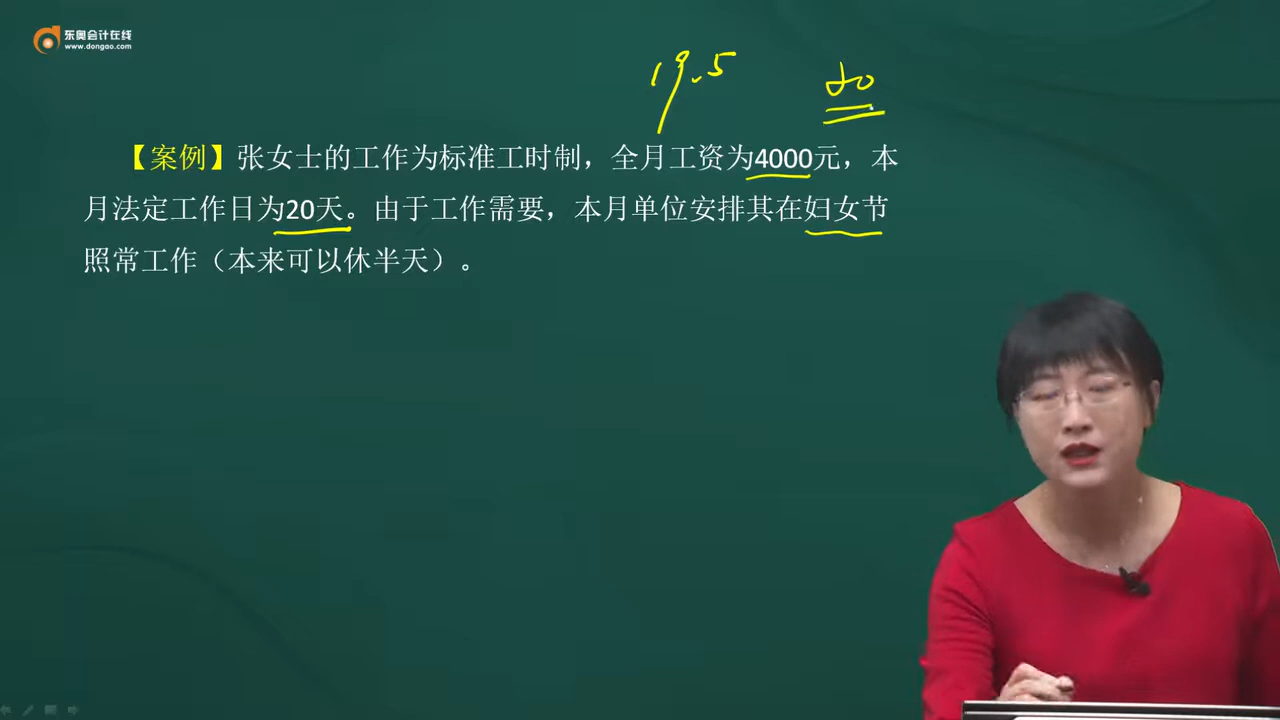 东奥会计在线
www.dongao.com
19.5 20
【案例】张女士的工作为标准工时制，全月工资为4000元，本
月法定工作日为20天。由于工作需要，本月单位安排其在妇女节
照常工作（本来可以休半天）。